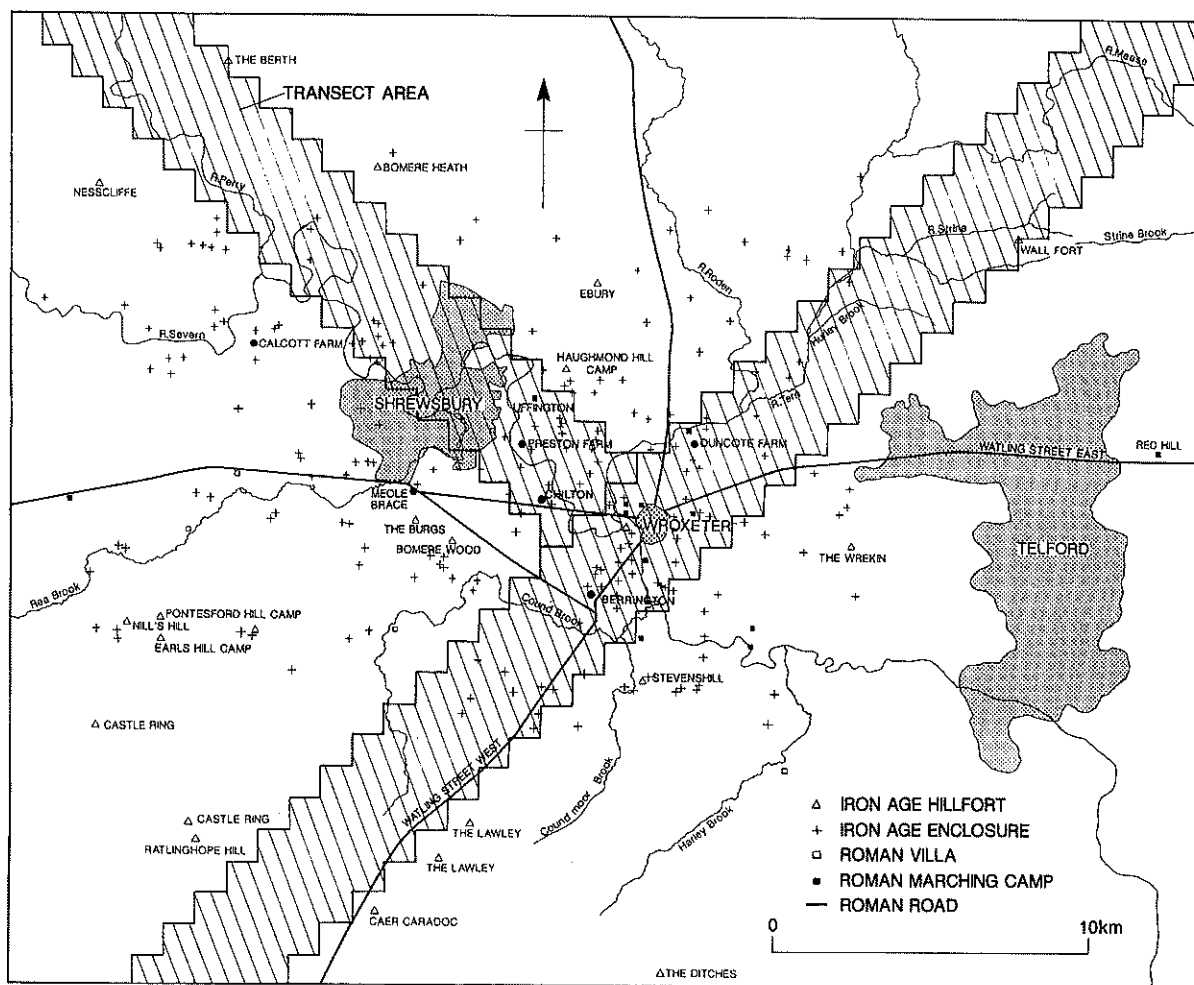 THE BERTH
R.Meese
TRANSECT AREA
BOMERE HEATH
NESSCLIFFE
R.Perry
R.Strine
Strine Brook
WALL FORT
R.Roden
EBURY
Hurley Brook
R.Severn
CALCOTT FARM
HAUGHMOND HILL
CAMP
R.Tern
SHREWSBURY
UFFINGTON
PRESTON FARM
DUNCOTE FARM
WATLING STREET EAST
RED HILL
MEOLE
BRACE
CHILTON
WROXETER
THE BURGS
BOMERE WOOD
THE WREKIN
TELFORD
Rea Brook
Cound Brook
BERRINGTON
PONTESFORD HILL CAMP
NILL'S HILL
EARLS HILL CAMP
STEVENSHILL
CASTLE RING
WATLING STREET WEST
Cound moor Brook
Harley Brook
CASTLE RING
RATLINGHOPE HILL
THE LAWLEY
THE LAWLEY
CAER CARADOC
THE DITCHES
IRON AGE HILLFORT
IRON AGE ENCLOSURE
ROMAN VILLA
ROMAN MARCHING CAMP
ROMAN ROAD
0 10km